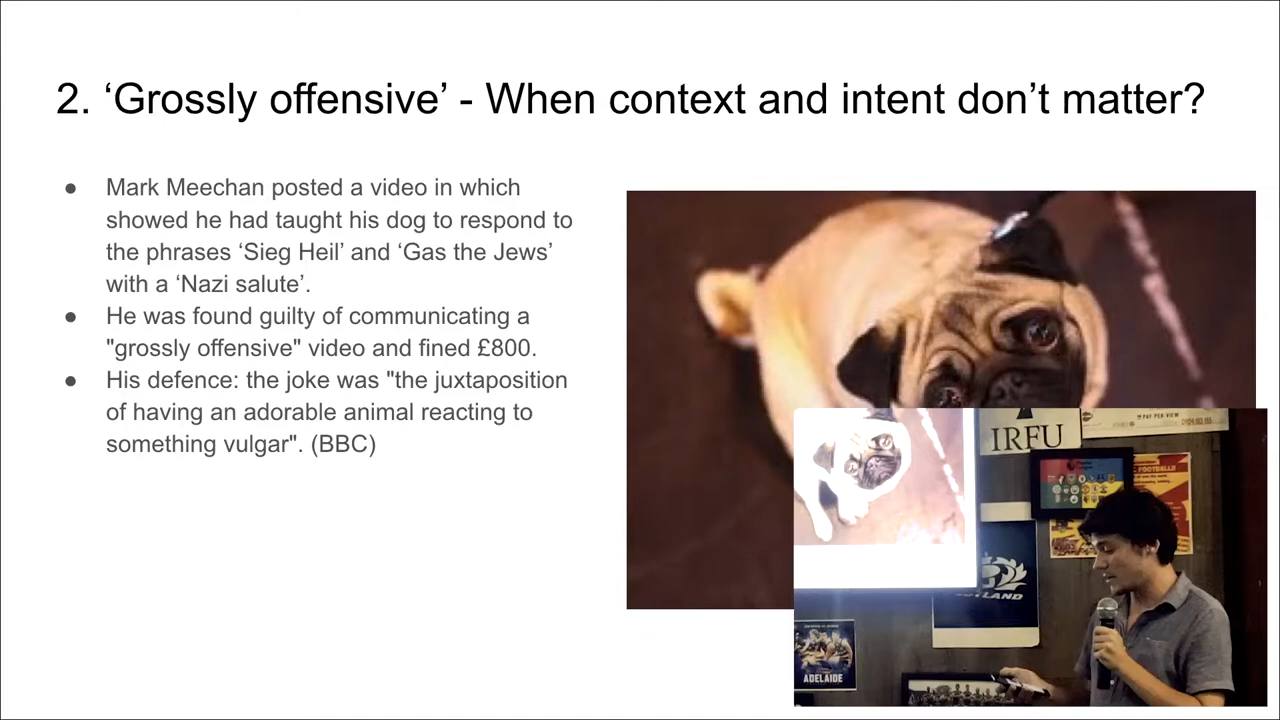 2. ‘Grossly offensive’ - When context and intent don’t matter?
● Mark Meechan posted a video in which
showed he had taught his dog to respond to
the phrases ‘Sieg Heil’ and ‘Gas the Jews’
with a ‘Nazi salute’.
● He was found guilty of communicating a
"grossly offensive" video and fined £800.
● His defence: the joke was "the juxtaposition
of having an adorable animal reacting to
something vulgar". (BBC)
IRFU
PAY-PER-VIEW
FOOTBALL!!
ADELAIDE